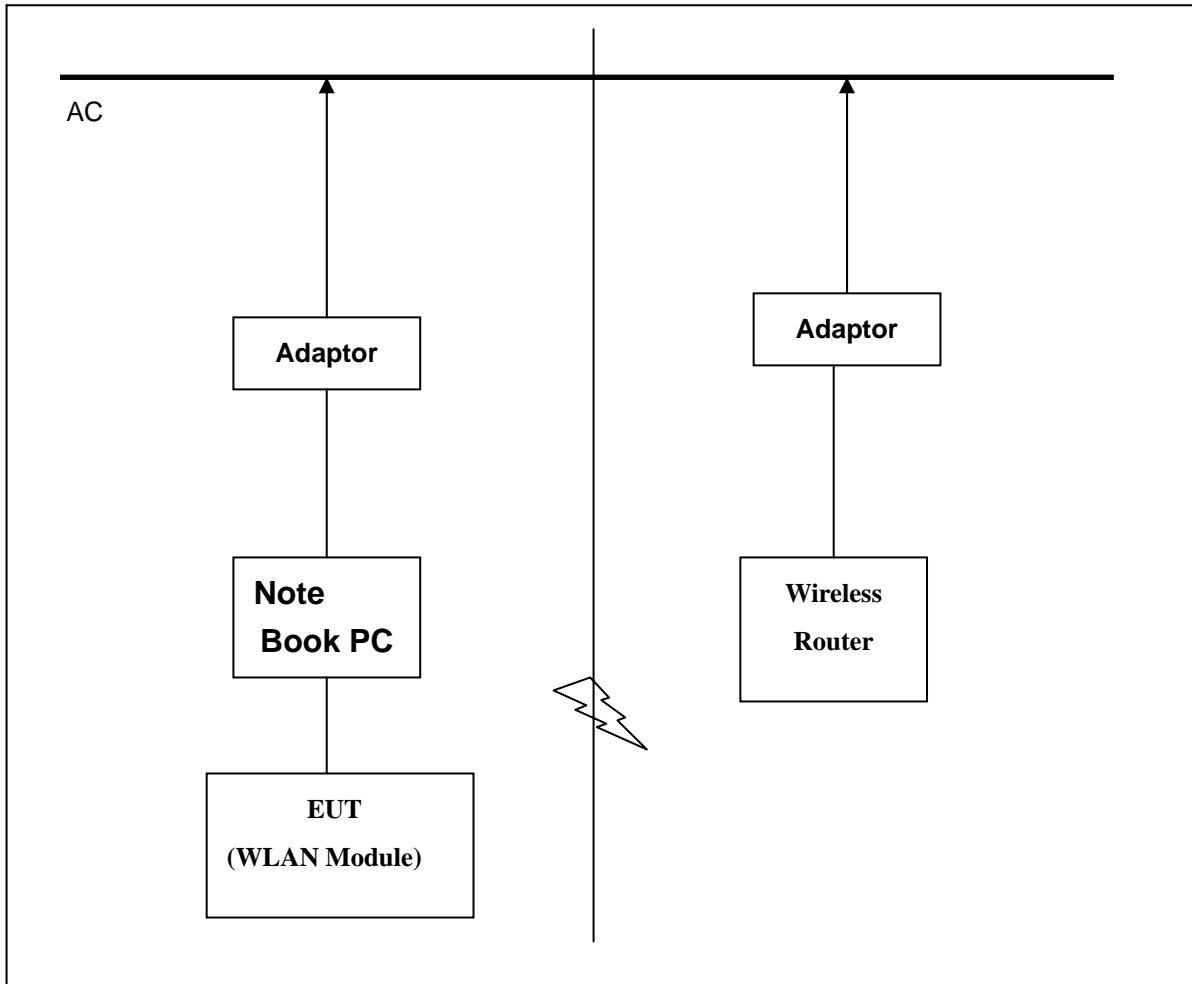 AC
Adaptor
Adaptor
Note
Book PC
Wireless
Router
EUT
(WLAN Module)